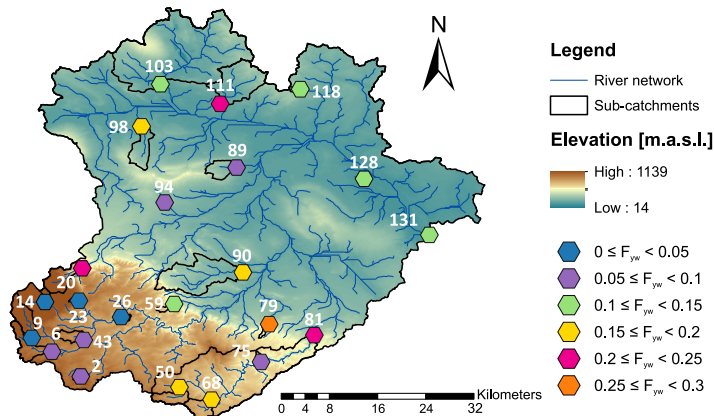 N
103
111
118
98
89
128
94
131
90
20
14
23
26
59
79
81
9
6
43
75
2
50
68
Kilometers
0 4 8 16 24 32
Legend
River network
Sub-catchments
Elevation [m.a.s.l.]
High : 1139
Low : 14
0 ≤ Fyw < 0.05
0.05 ≤ Fyw < 0.1
0.1 ≤ Fyw < 0.15
0.15 ≤ Fyw < 0.2
0.2 ≤ Fyw < 0.25
0.25 ≤ Fyw < 0.3